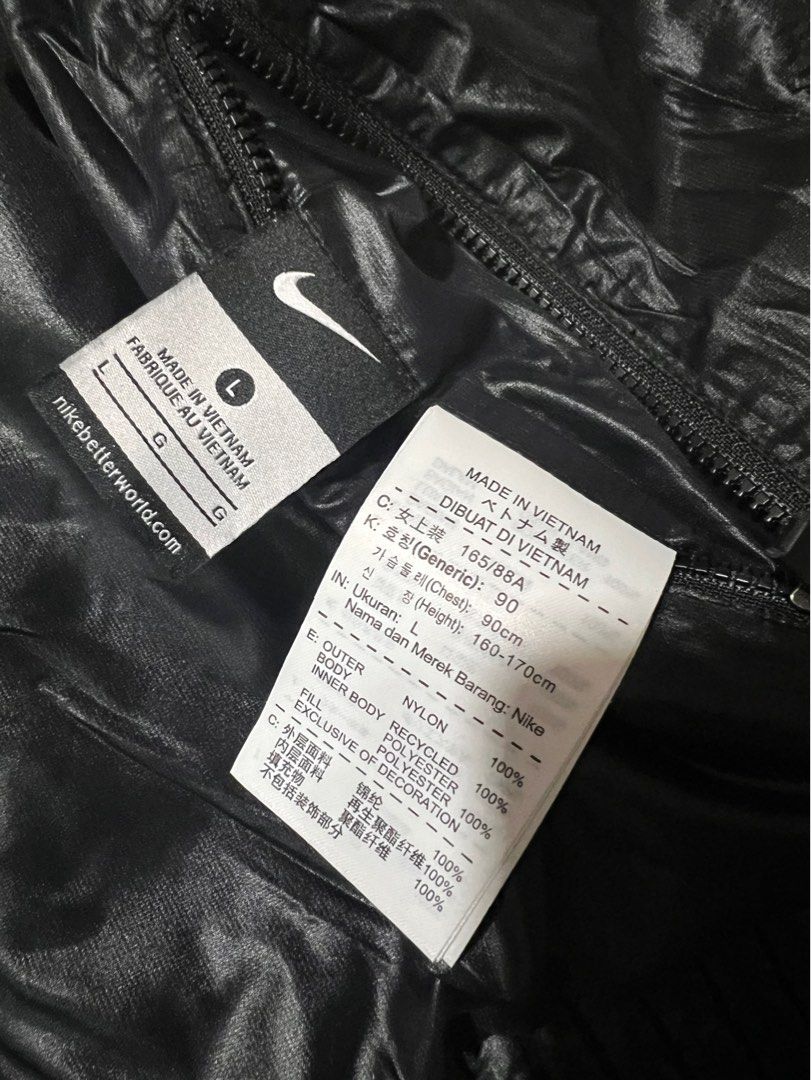 L
MADE IN VIETNAM
FABRIQUE AU VIETNAM
L G G
nikebetterworld.com
MADE IN VIETNAM
ベトナム製
DIBUAT DI VIETNAM
C: 女上装 165/88A
K: 호칭(Generic): 90
가슴둘레(Chest): 90cm
신 장(Height): 160-170cm
IN: Ukuran: L
Nama dan Merek Barang: Nike
E: OUTER
BODY NYLON 100%
INNER BODY RECYCLED
POLYESTER 100%
FILL POLYESTER 100%
EXCLUSIVE OF DECORATION
C: 外层面料 锦纶 100%
内层面料 再生聚酯纤维100%
填充物 聚酯纤维 100%
不包括装饰部分